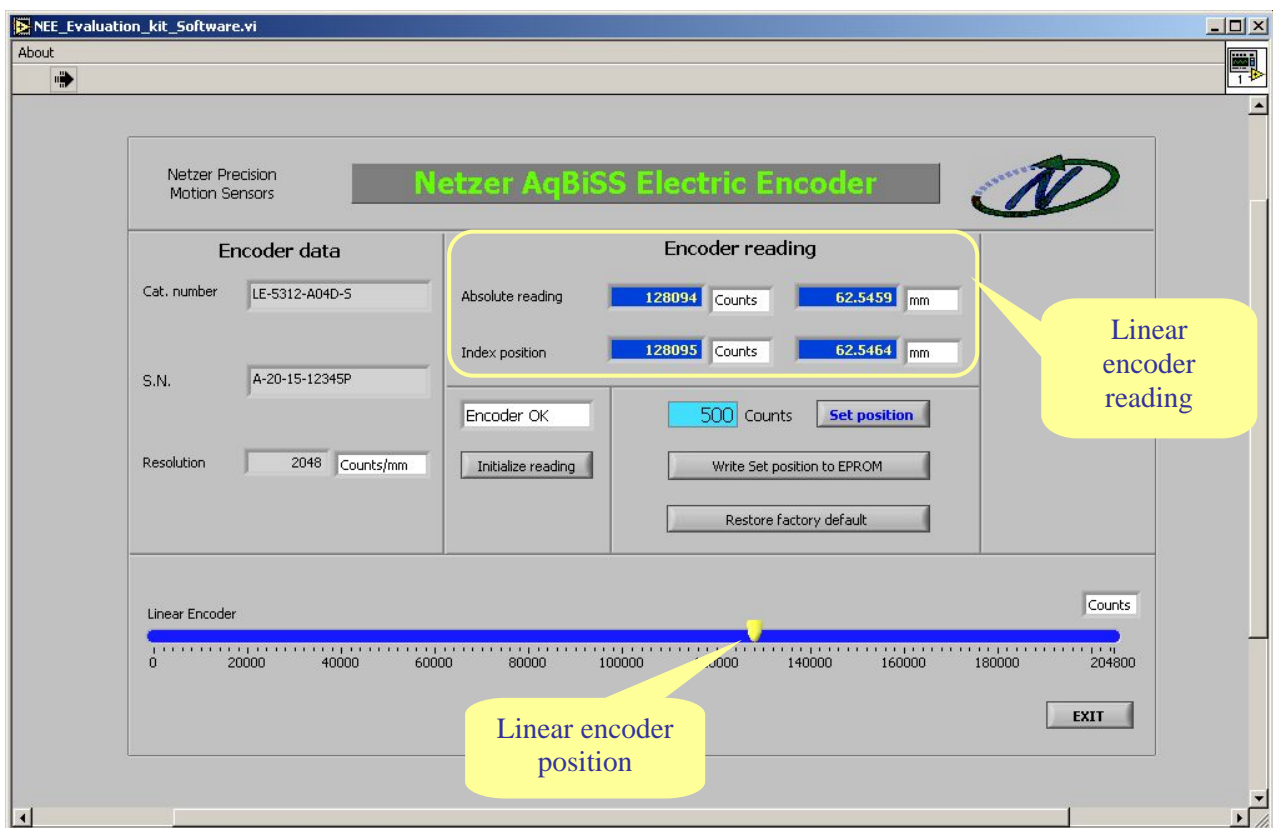 NEE_Evaluation_kit_Software.vi
About
1
Netzer Precision
Motion Sensors
Netzer AqBiSS Electric Encoder
N
Encoder data
Cat. number LE-5312-A04D-S
S.N. A-20-15-12345P
Resolution 2048 Counts/mm
Encoder reading
Absolute reading 128094 Counts 62.5459 mm
Index position 128095 Counts 62.5464 mm
Linear
encoder
reading
Encoder OK
Initialize reading
500 Counts Set position
Write Set position to EPROM
Restore factory default
Linear Encoder
Counts
0 20000 40000 60000 80000 100000 140000 160000 180000 204800
Linear encoder
position
EXIT